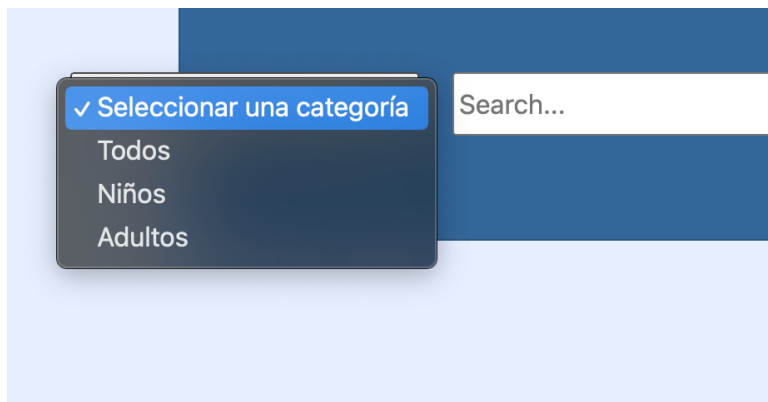 Seleccionar una categoría
Search...
Todos
Niños
Adultos